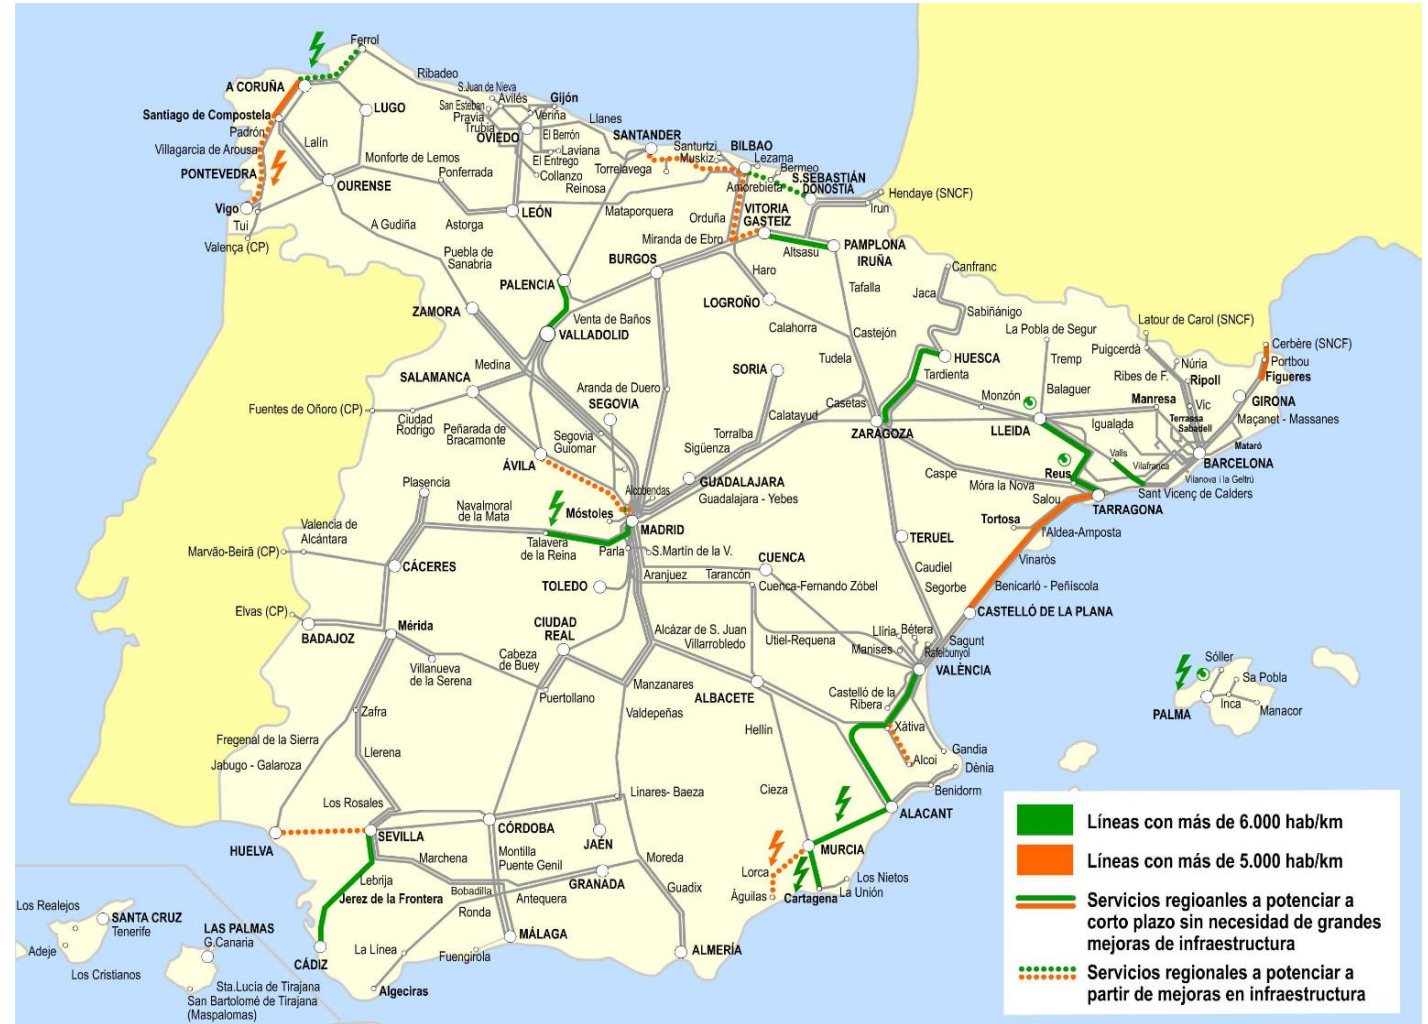 Ferrol
Ribadeo
A CORUÑA
S.Juan de Nieva
Avilés
Gijón
San Esteban
Pravia
Veriña
Trubia
OVIEDO
El Berrón
Llanes
LUGO
Santiago de Compostela
Padrón
Lalín
Laviana
El Entrego
Collanzo
Reinosa
Torrelavega
SANTANDER
Santurtzi
Muskiz
BILBAO
Lezama
Bermeo
Amorebieta
S.SEBASTIÁN
DONOSTIA
Hendaye (SNCF)
Irun
Villagarcia de Arousa
PONTEVEDRA
Monforte de Lemos
Ponferrada
OURENSE
Vigo
Tui
Valença (CP)
A Gudiña
Astorga
LEÓN
Mataporquera
Orduña
VITORIA
GASTEIZ
Miranda de Ebro
Altsasu
PAMPLONA
IRUÑA
Puebla de
Sanabria
PALENCIA
BURGOS
Haro
LOGROÑO
Tafalla
Canfranc
Jaca
Sabiñánigo
ZAMORA
Venta de Baños
VALLADOLID
Calahorra
Castejón
Tudela
HUESCA
Tardienta
La Pobla de Segur
Tremp
Latour de Carol (SNCF)
Puigcerdà
Núria
Ribes de F.
Ripoll
Cerbère (SNCF)
Portbou
Figueres
Medina
SALAMANCA
Aranda de Duero
SEGOVIA
SORIA
Casetas
Calatayud
ZARAGOZA
Monzón
Balaguer
LLEIDA
Manresa
Vic
Igualada
Terrassa
Sabadell
GIRONA
Maçanet - Massanes
Mataró
BARCELONA
Fuentes de Oñoro (CP)
Ciudad
Rodrigo
Peñarada de
Bracamonte
Segovia
Guiomar
Torralba
Sigüenza
ÁVILA
Alcobendas
GUADALAJARA
Guadalajara - Yebes
Caspe
Valls
Vilafranca
Vilanova i la Geltrú
Reus
Móra la Nova
Salou
Sant Vicenç de Calders
TARRAGONA
Plasencia
Navalmoral
de la Mata
Móstoles
MADRID
Tortosa
l'Aldea-Amposta
Valencia de
Alcántara
Marvão-Beirã (CP)
Talavera
de la Reina
Parla
S.Martín de la V.
CÁCERES
TOLEDO
Aranjuez
Tarancón
CUENCA
Cuenca-Fernando Zóbel
TERUEL
Caudiel
Segorbe
Vinaròs
Benicarló - Peñíscola
CASTELLÓ DE LA PLANA
Elvas (CP)
BADAJOZ
Mérida
CIUDAD
REAL
Alcázar de S. Juan
Villarrobledo
Utiel-Requena
Llíria
Bétera
Manises
Sagunt
Rafelbunyol
VALÈNCIA
Villanueva
de la Serena
Cabeza
de Buey
Puertollano
Manzanares
Valdepeñas
ALBACETE
Castelló de la
Ribera
Xàtiva
Alcoi
Gandia
Dènia
Benidorm
Sóller
Sa Pobla
PALMA
Inca
Manacor
Zafra
Fregenal de la Sierra
Jabugo - Galaroza
Llerena
Hellín
Cieza
ALACANT
Los Rosales
Linares- Baeza
HUELVA
SEVILLA
CÓRDOBA
JAÉN
MURCIA
Lorca
Águilas
Cartagena
Los Nietos
La Unión
Marchena
Lebrija
Jerez de la Frontera
Montilla
Puente Genil
Bobadilla
Ronda
Antequera
GRANADA
Moreda
Guadix
CÁDIZ
La Línea
Algeciras
Fuengirola
MÁLAGA
ALMERÍA
Los Realejos
SANTA CRUZ
Tenerife
Adeje
Los Cristianos
LAS PALMAS
G.Canaria
Sta.Lucia de Tirajana
San Bartolomé de Tirajana
(Maspalomas)
Líneas con más de 6.000 hab/km
Líneas con más de 5.000 hab/km
Servicios regioanles a potenciar a
corto plazo sin necesidad de grandes
mejoras de infraestructura
Servicios regionales a potenciar a
partir de mejoras en infraestructura